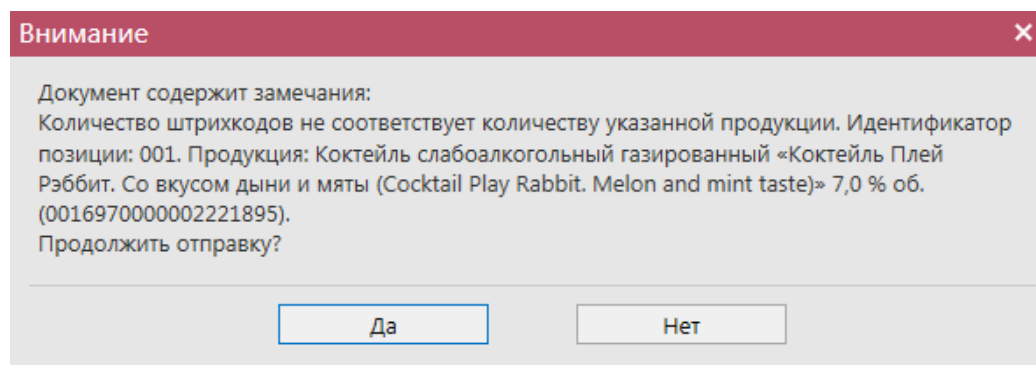 Внимание
Документ содержит замечания:
Количество штрихкодов не соответствует количеству указанной продукции. Идентификатор
позиции: 001. Продукция: Коктейль слабоалкогольный газированный «Коктейль Плей
Рэббит. Со вкусом дыни и мяты (Cocktail Play Rabbit. Melon and mint taste)» 7,0 % об.
(0016970000002221895).
Продолжить отправку?
Да
Нет